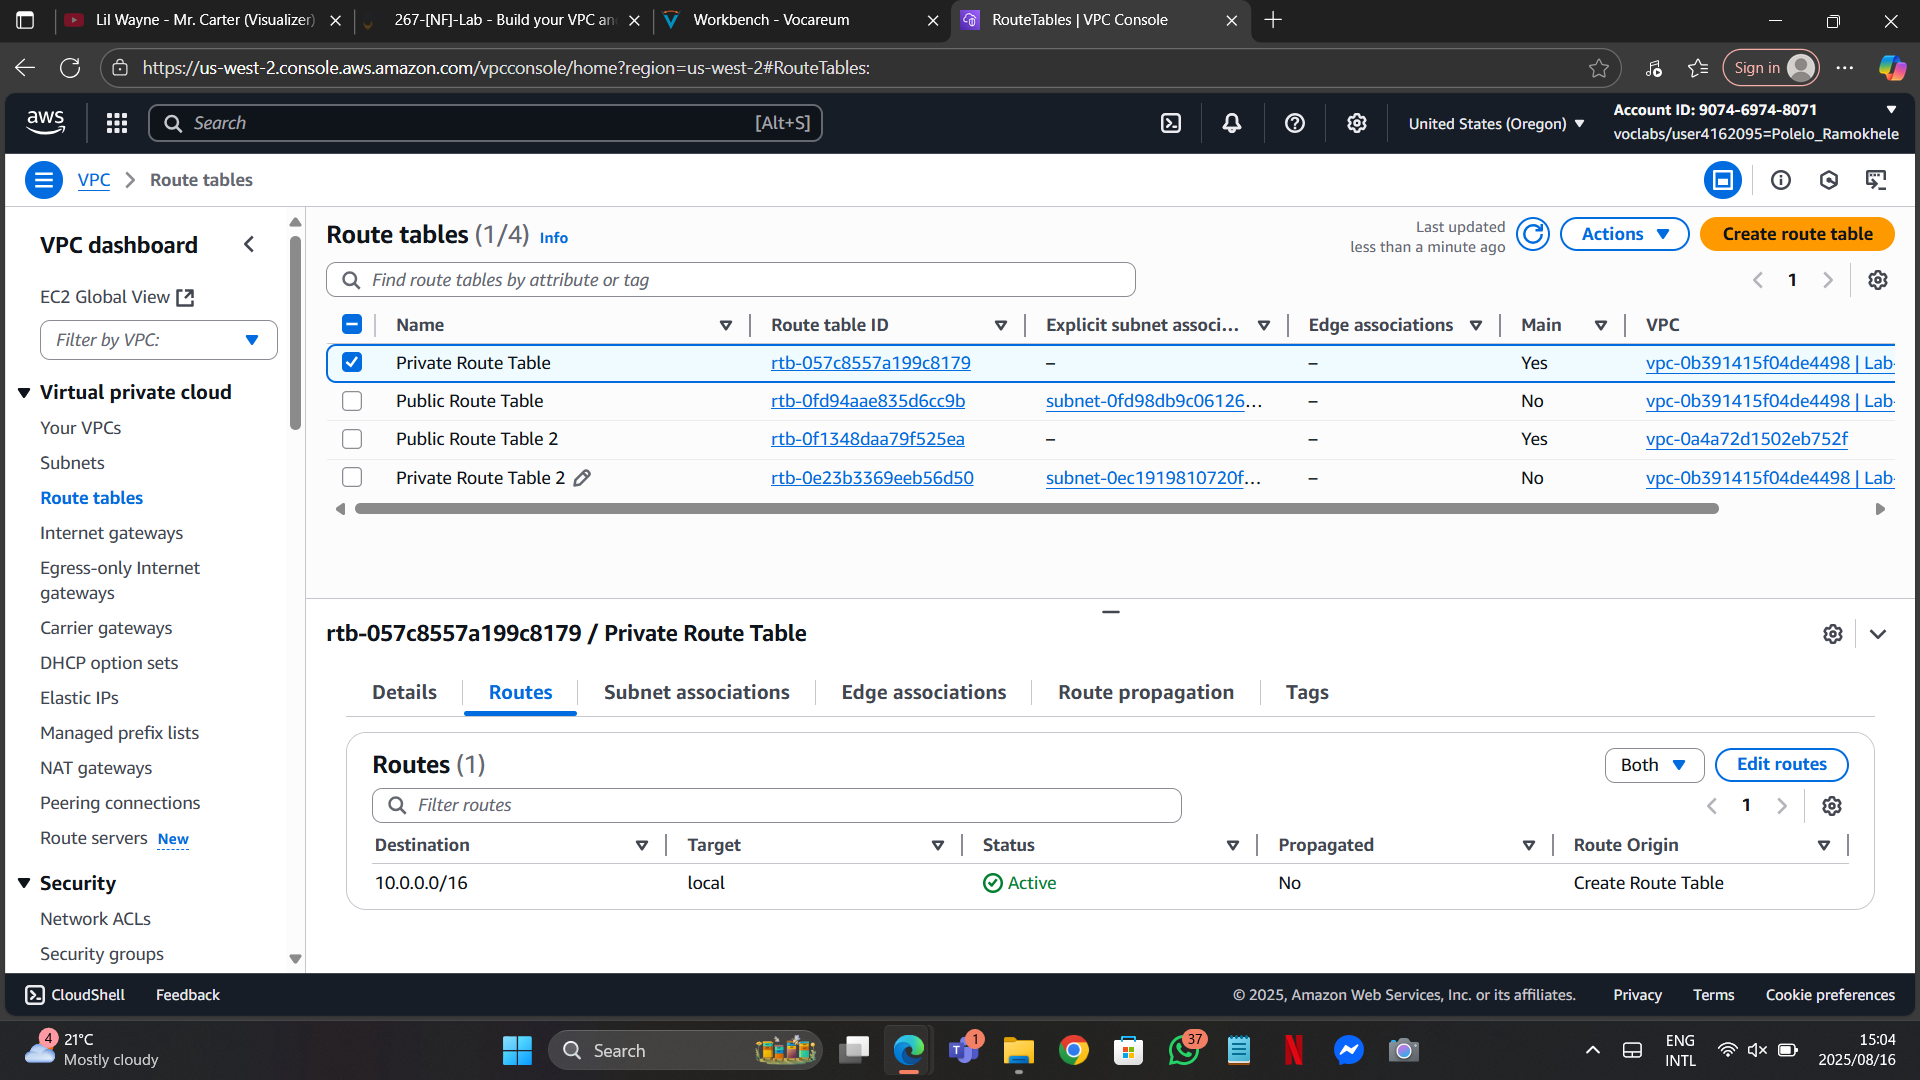 Lil Wayne - Mr. Carter (Visualizer)
267-[NF]-Lab - Build your VPC an
Workbench - Vocareum
RouteTables | VPC Console
https://us-west-2.console.aws.amazon.com/vpcconsole/home?region=us-west-2#RouteTables:
Sign in
aws
Search
[Alt+S]
United States (Oregon)
Account ID: 9074-6974-8071
voclabs/user4162095=Polelo_Ramokhele
VPC
Route tables
VPC dashboard
EC2 Global View
Filter by VPC:
Virtual private cloud
Your VPCs
Subnets
Route tables
Internet gateways
Egress-only Internet
gateways
Carrier gateways
DHCP option sets
Elastic IPs
Managed prefix lists
NAT gateways
Peering connections
Route servers New
Security
Network ACLs
Security groups
Route tables (1/4) Info
Last updated
less than a minute ago
Actions
Create route table
Find route tables by attribute or tag
1
Name Route table ID Explicit subnet associ... Edge associations Main VPC
Private Route Table rtb-057c8557a199c8179 – – Yes vpc-0b391415f04de4498 | Lab-
Public Route Table rtb-0fd94aae835d6cc9b subnet-0fd98db9c06126... – No vpc-0b391415f04de4498 | Lab-
Public Route Table 2 rtb-0f1348daa79f525ea – – Yes vpc-0a4a72d1502eb752f
Private Route Table 2 rtb-0e23b3369eeb56d50 subnet-0ec1919810720f... – No vpc-0b391415f04de4498 | Lab-
rtb-057c8557a199c8179 / Private Route Table
Details Routes Subnet associations Edge associations Route propagation Tags
Routes (1)
Both
Edit routes
Filter routes
1
Destination Target Status Propagated Route Origin
10.0.0.0/16 local Active No Create Route Table
CloudShell Feedback © 2025, Amazon Web Services, Inc. or its affiliates. Privacy Terms Cookie preferences
4
21°C
Mostly cloudy
Search
1
37
ENG
INTL
15:04
2025/08/16